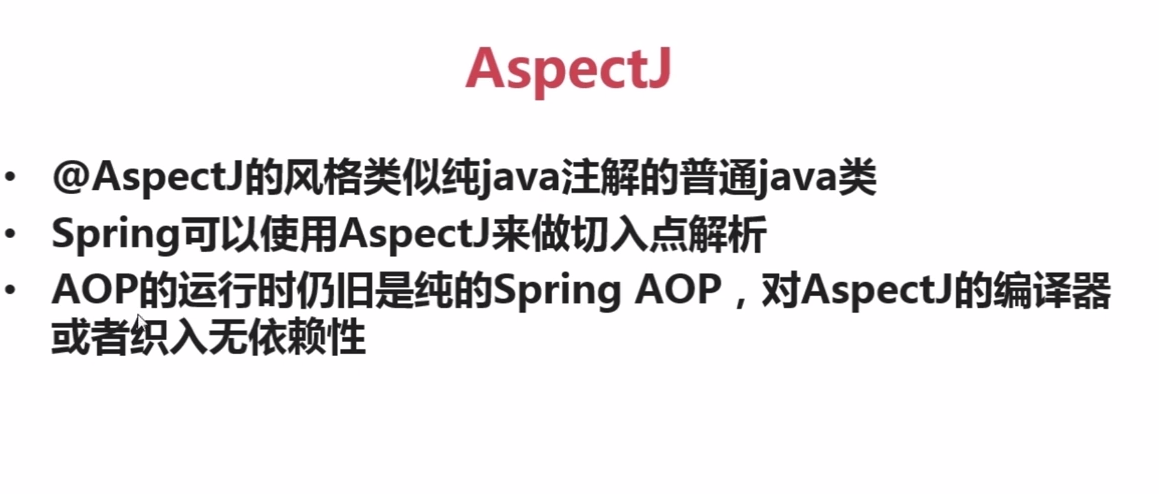 AspectJ
• @AspectJ的风格类似纯java注解的普通java类
• Spring可以使用AspectJ来做切入点解析
• AOP的运行时仍旧是纯的Spring AOP，对AspectJ的编译器
或者织入无依赖性